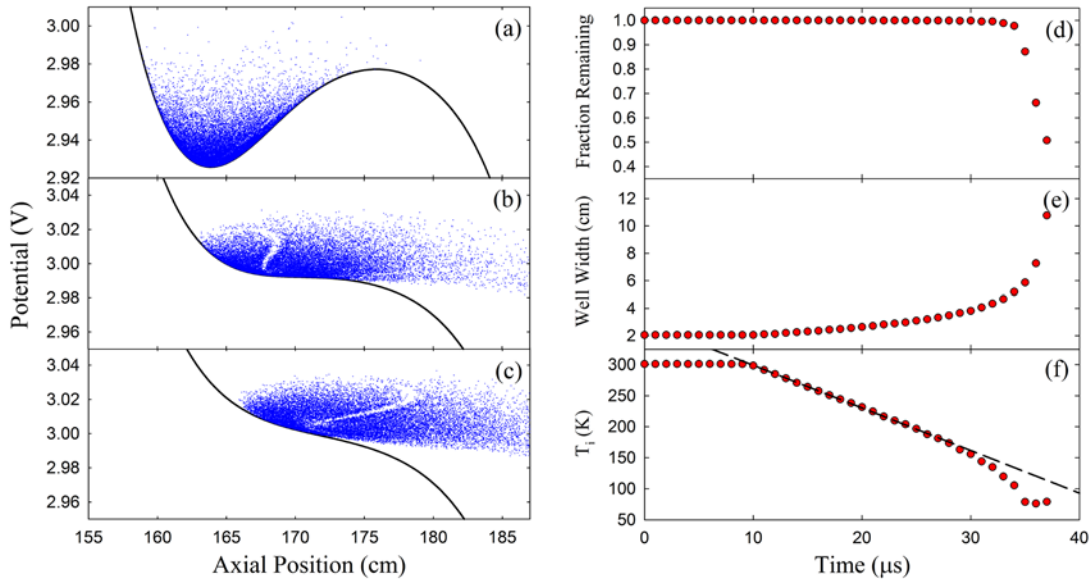 (a)
3.00
2.98
2.96
2.94
2.92
(b)
3.04
3.02
3.00
2.98
2.96
(c)
3.04
3.02
3.00
2.98
2.96
155 160 165 170 175 180 185
Axial Position (cm)
Potential (V)
(d)
1.0
0.9
0.8
0.7
0.6
0.5
0.4
Fraction Remaining
(e)
12
10
8
6
4
2
Well Width (cm)
(f)
300
250
200
150
100
50
Ti (K)
0 10 20 30 40
Time (μs)